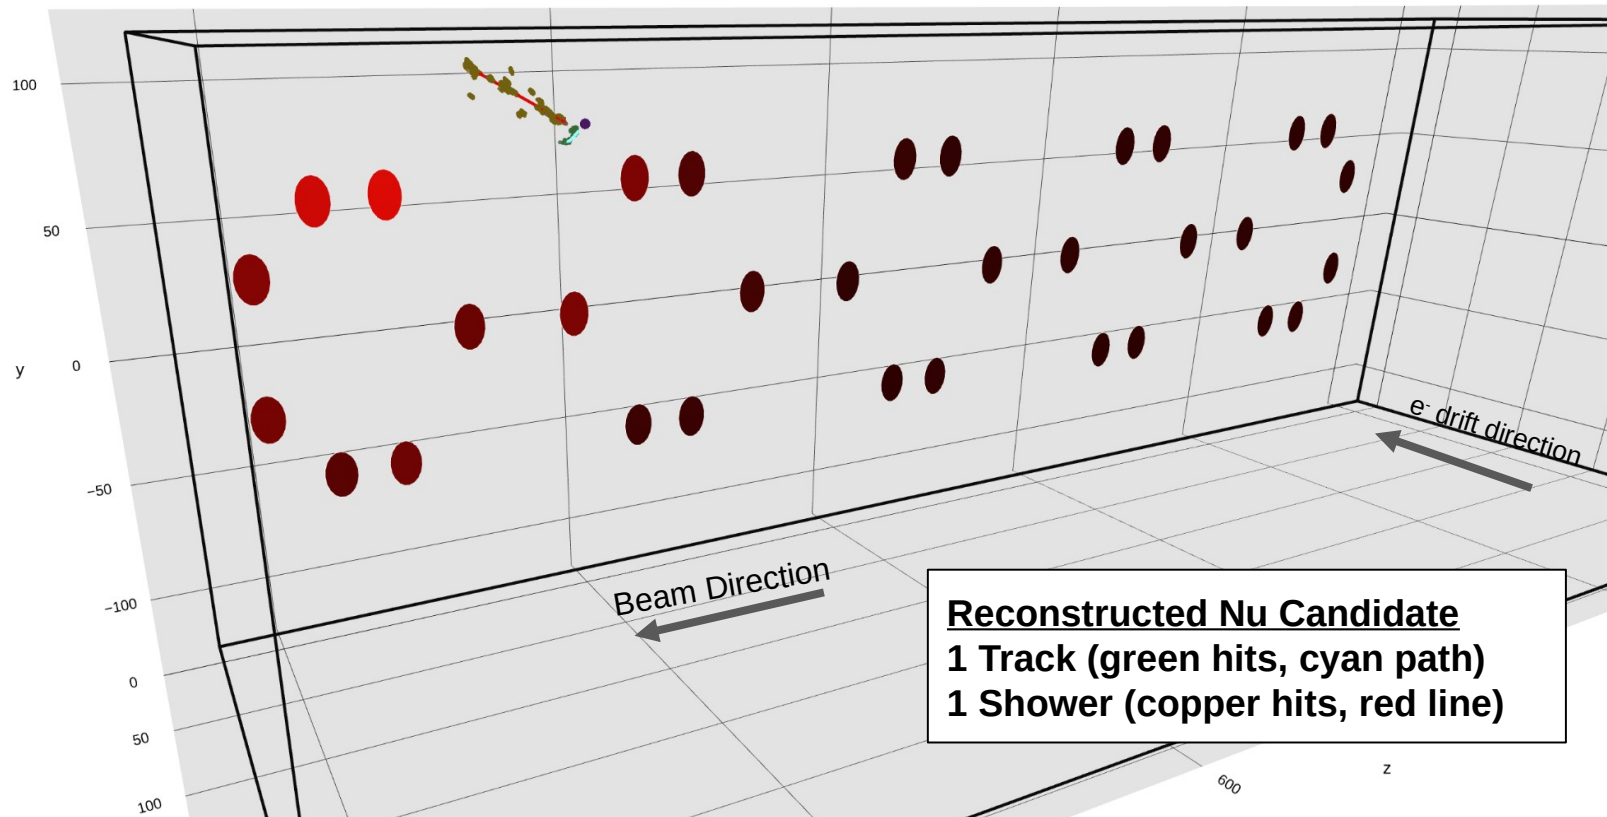 100
50
0
y
−50
−100
0
50
100
e- drift direction
Beam Direction
Reconstructed Nu Candidate
1 Track (green hits, cyan path)
1 Shower (copper hits, red line)
600
z